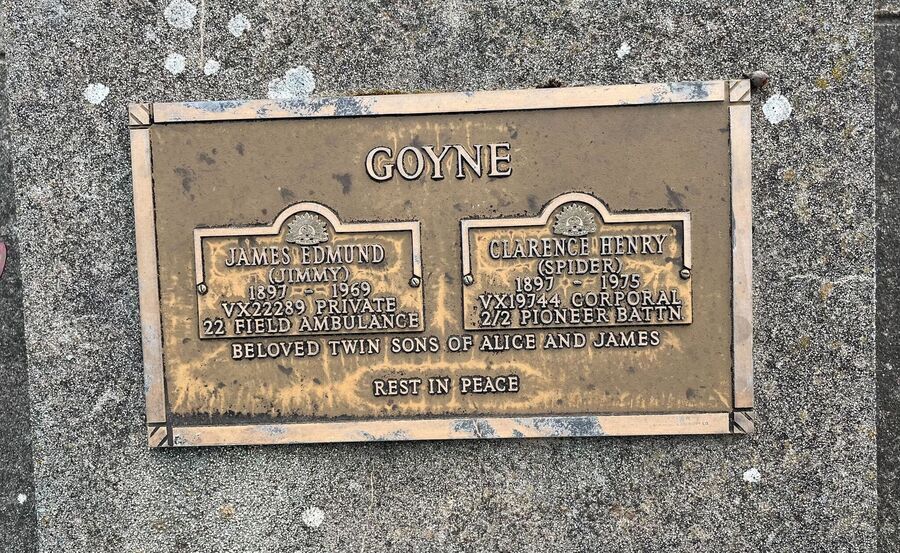 GOYNE
JAMES EDMUND
(JIMMY)
1897 - 1969
VX22289 PRIVATE
22 FIELD AMBULANCE
CLARENCE HENRY
(SPIDER)
1897 - 1975
VX19744 CORPORAL
2/2 PIONEER BATTN.
BELOVED TWIN SONS OF ALICE AND JAMES
REST IN PEACE